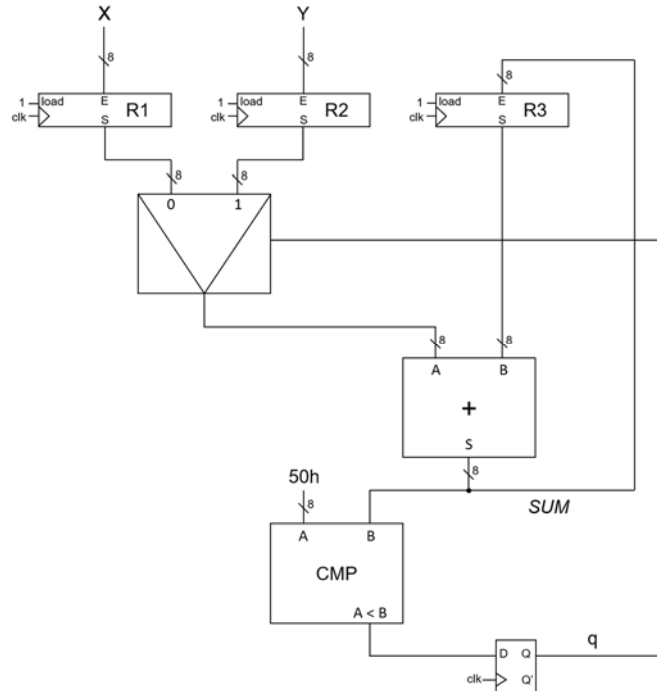 X Y
8 8 8
1 load E R1 1 load E R2 1 load E R3
clk S clk S clk S
8 8
0 1
8 8
A B
+
S
50h 8
8 SUM
A B
CMP
A < B
q
D Q
clk Q'